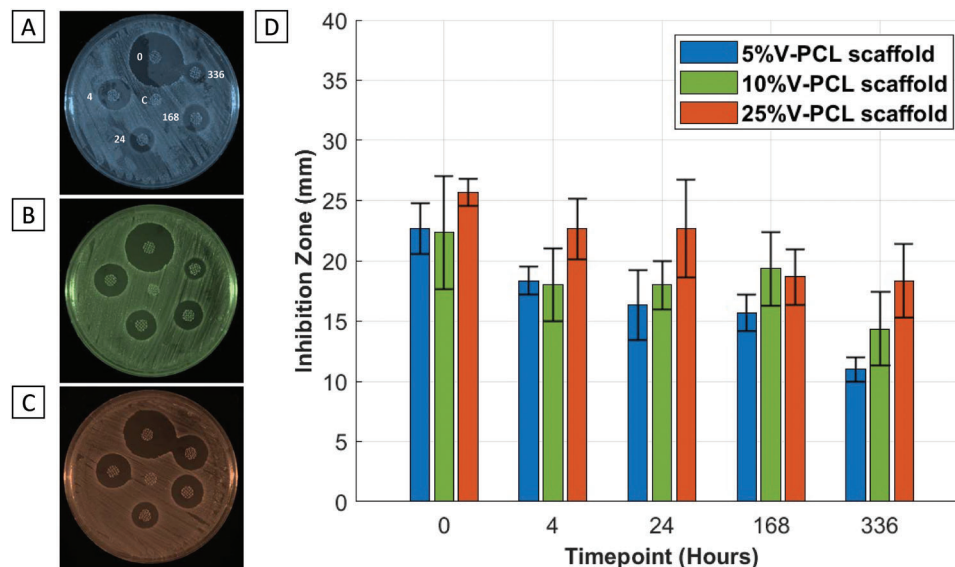 A
0
336
4
C
168
24
B
C
D
40
35
30
25
20
15
10
5
0
Inhibition Zone (mm)
5%V-PCL scaffold
10%V-PCL scaffold
25%V-PCL scaffold
0 4 24 168 336
Timepoint (Hours)